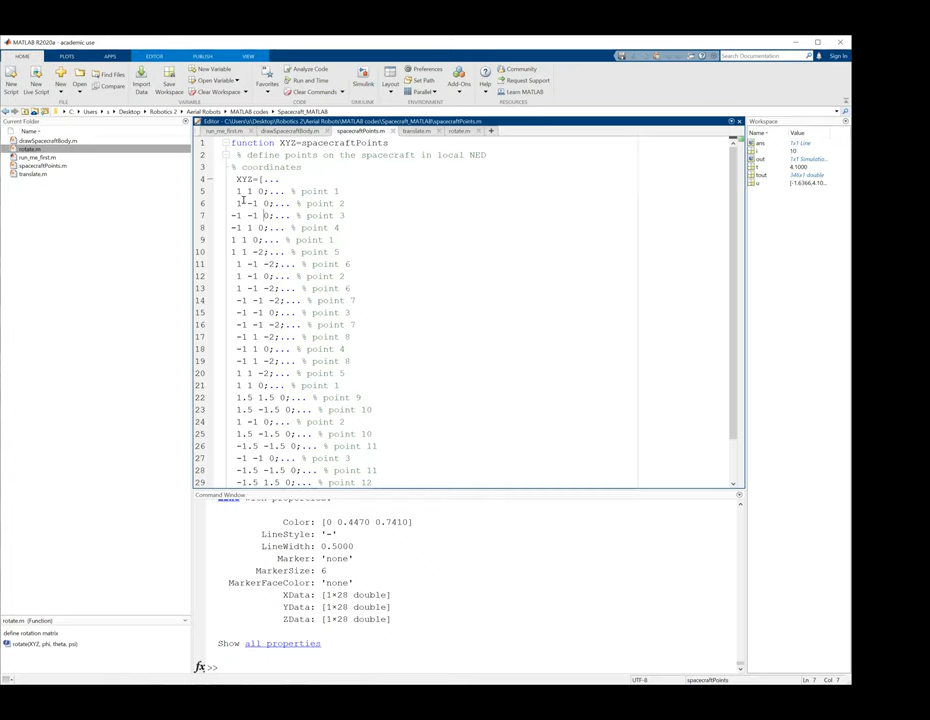 MATLAB R2020a - academic use
HOME PLOTS APPS EDITOR PUBLISH VIEW
Search Documentation Sign In
New Script
New Live Script
New
Open
Find Files
Compare
Import Data
Save Workspace
New Variable
Open Variable
Clear Workspace
Favorites
Analyze Code
Run and Time
Clear Commands
Simulink
Layout
Preferences
Set Path
Parallel
Add-Ons
Help
Community
Request Support
Learn MATLAB
FILE VARIABLE CODE SIMULINK ENVIRONMENT RESOURCES
C: Users s Desktop Robotics 2 Aerial Robots MATLAB codes Spacecraft_MATLAB
Current Folder
Name
drawSpacecraftBody.m
rotate.m
run_me_first.m
spacecraftPoints.m
translate.m
rotate.m (Function)
define rotation matrix
rotate(XYZ, phi, theta, psi)
Editor - C:\Users\s\Desktop\Robotics 2\Aerial Robots\MATLAB codes\Spacecraft_MATLAB\spacecraftPoints.m
run_me_first.m drawSpacecraftBody.m spacecraftPoints.m translate.m rotate.m
1 function XYZ=spacecraftPoints
2 % define points on the spacecraft in local NED
3 % coordinates
4 XYZ=[...
5 1 1 0;... % point 1
6 1 -1 0;... % point 2
7 -1 -1 0;... % point 3
8 -1 1 0;... % point 4
9 1 1 0;... % point 1
10 1 1 -2;... % point 5
11 1 -1 -2;... % point 6
12 1 -1 0;... % point 2
13 1 -1 -2;... % point 6
14 -1 -1 -2;... % point 7
15 -1 -1 0;... % point 3
16 -1 -1 -2;... % point 7
17 -1 1 -2;... % point 8
18 -1 1 0;... % point 4
19 -1 1 -2;... % point 8
20 1 1 -2;... % point 5
21 1 1 0;... % point 1
22 1.5 1.5 0;... % point 9
23 1.5 -1.5 0;... % point 10
24 1 -1 0;... % point 2
25 1.5 -1.5 0;... % point 10
26 -1.5 -1.5 0;... % point 11
27 -1 -1 0;... % point 3
28 -1.5 -1.5 0;... % point 11
29 -1.5 1.5 0;... % point 12
Command Window
Color: [0 0.4470 0.7410]
LineStyle: '-'
LineWidth: 0.5000
Marker: 'none'
MarkerSize: 6
MarkerFaceColor: 'none'
XData: [1×28 double]
YData: [1×28 double]
ZData: [1×28 double]
Show all properties
fx >>
Workspace
Name Value
ans 1x1 Line
i 10
out 1x1 Simulatio...
t 4.1000
tout 346x1 double
u [-1.6366,4.10...
UTF-8 spacecraftPoints Ln 7 Col 7